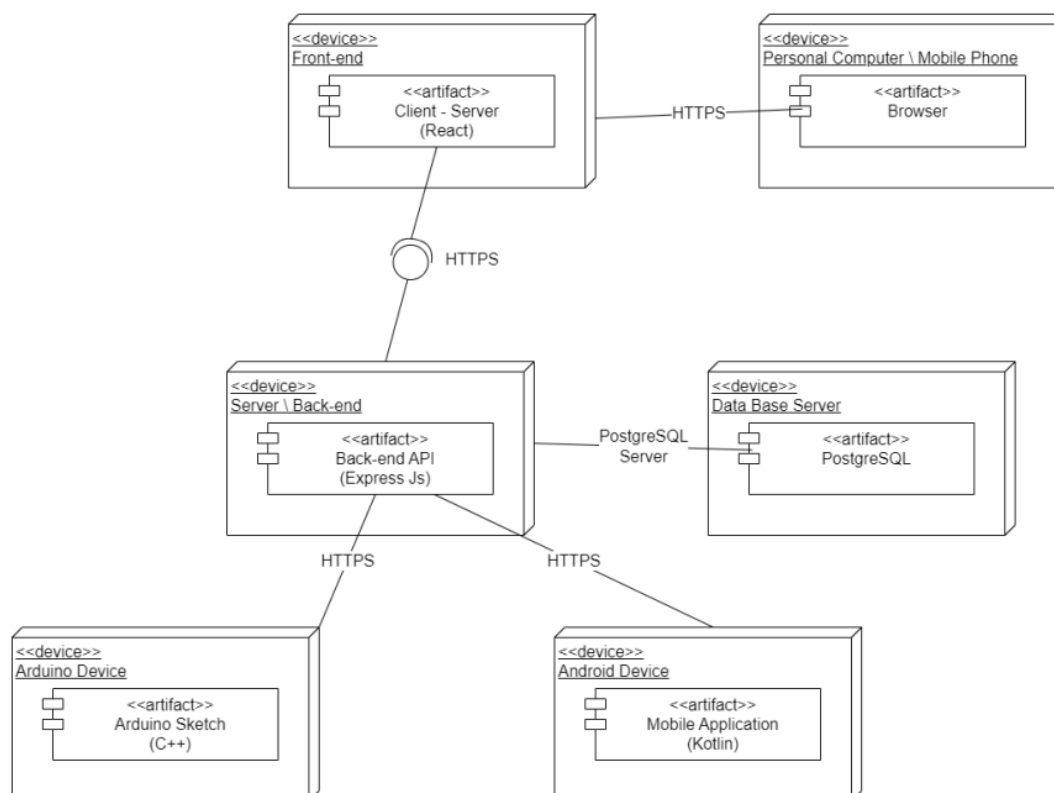 <<device>>
Front-end
<<artifact>>
Client - Server
(React)
HTTPS
<<device>>
Personal Computer \ Mobile Phone
<<artifact>>
Browser
HTTPS
<<device>>
Server \ Back-end
<<artifact>>
Back-end API
(Express Js)
PostgreSQL
Server
<<device>>
Data Base Server
<<artifact>>
PostgreSQL
HTTPS
HTTPS
<<device>>
Arduino Device
<<artifact>>
Arduino Sketch
(C++)
<<device>>
Android Device
<<artifact>>
Mobile Application
(Kotlin)